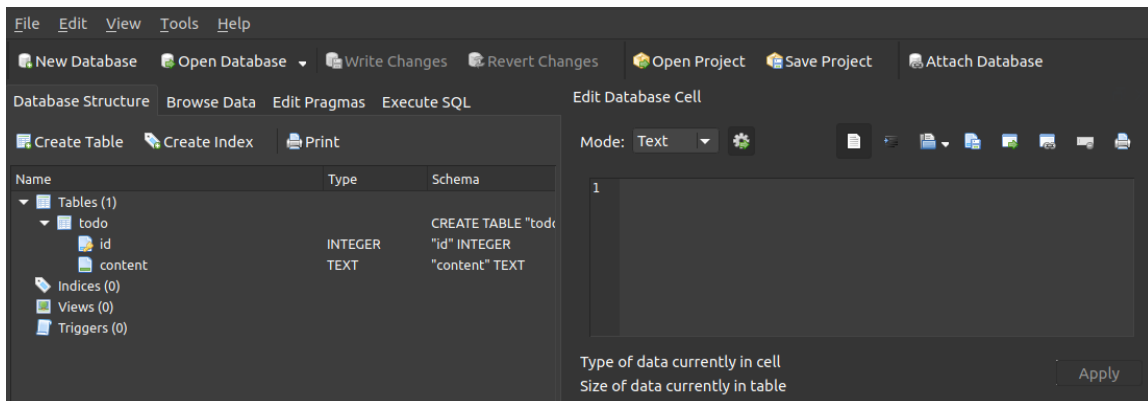 File Edit View Tools Help
New Database Open Database Write Changes Revert Changes Open Project Save Project Attach Database
Database Structure Browse Data Edit Pragmas Execute SQL
Create Table Create Index Print
Name Type Schema
Tables (1)
todo CREATE TABLE "todo
id INTEGER "id" INTEGER
content TEXT "content" TEXT
Indices (0)
Views (0)
Triggers (0)
Edit Database Cell
Mode: Text
1
Type of data currently in cell
Size of data currently in table
Apply